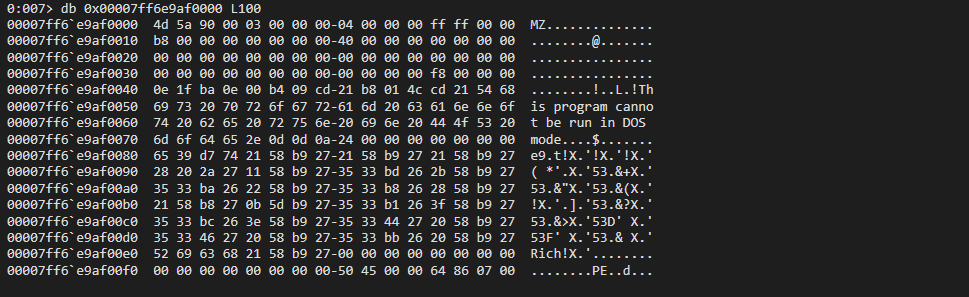 0:007> db 0x00007ff6e9af0000 L100
00007ff6`e9af0000  4d 5a 90 00 03 00 00 00-04 00 00 00 ff ff 00 00  MZ..............
00007ff6`e9af0010  b8 00 00 00 00 00 00 00-40 00 00 00 00 00 00 00  ........@.......
00007ff6`e9af0020  00 00 00 00 00 00 00 00-00 00 00 00 00 00 00 00  ................
00007ff6`e9af0030  00 00 00 00 00 00 00 00-00 00 00 00 f8 00 00 00  ................
00007ff6`e9af0040  0e 1f ba 0e 00 b4 09 cd-21 b8 01 4c cd 21 54 68  ........!..L.!Th
00007ff6`e9af0050  69 73 20 70 72 6f 67 72-61 6d 20 63 61 6e 6e 6f  is program canno
00007ff6`e9af0060  74 20 62 65 20 72 75 6e-20 69 6e 20 44 4f 53 20  t be run in DOS
00007ff6`e9af0070  6d 6f 64 65 2e 0d 0d 0a-24 00 00 00 00 00 00 00  mode....$.......
00007ff6`e9af0080  65 39 d7 74 21 58 b9 27-21 58 b9 27 21 58 b9 27  e9.t!X.'!X.'!X.'
00007ff6`e9af0090  28 20 2a 27 11 58 b9 27-35 33 bd 26 2b 58 b9 27  ( *'.X.'53.&+X.'
00007ff6`e9af00a0  35 33 ba 26 22 58 b9 27-35 33 b8 26 28 58 b9 27  53.&"X.'53.&(X.'
00007ff6`e9af00b0  21 58 b8 27 0b 5d b9 27-35 33 b1 26 3f 58 b9 27  !X.'.].'53.&?X.'
00007ff6`e9af00c0  35 33 bc 26 3e 58 b9 27-35 33 44 27 20 58 b9 27  53.&>X.'53D' X.'
00007ff6`e9af00d0  35 33 46 27 20 58 b9 27-35 33 bb 26 20 58 b9 27  53F' X.'53.& X.'
00007ff6`e9af00e0  52 69 63 68 21 58 b9 27-00 00 00 00 00 00 00 00  Rich!X.'........
00007ff6`e9af00f0  00 00 00 00 00 00 00 00-50 45 00 00 64 86 07 00  ........PE..d...